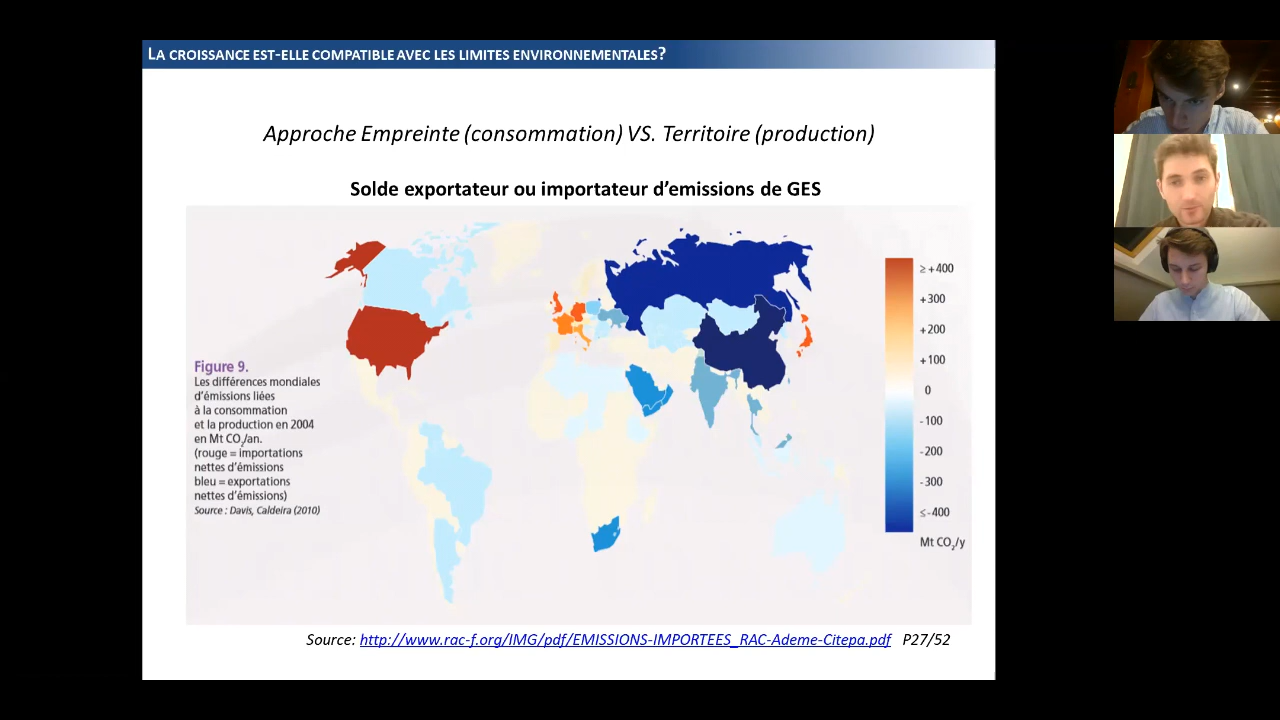 LA CROISSANCE EST-ELLE COMPATIBLE AVEC LES LIMITES ENVIRONNEMENTALES?
Approche Empreinte (consommation) VS. Territoire (production)
Solde exportateur ou importateur d'emissions de GES
Figure 9.
Les différences mondiales
d'émissions liées
à la consommation
et la production en 2004
en Mt CO2/an.
(rouge = importations
nettes d'émissions
bleu = exportations
nettes d'émissions)
Source : Davis, Caldeira (2010)
≥ +400
+300
+200
+100
0
-100
-200
-300
≤ -400
Mt CO2/y
Source: http://www.rac-f.org/IMG/pdf/EMISSIONS-IMPORTEES_RAC-Ademe-Citepa.pdf P27/52